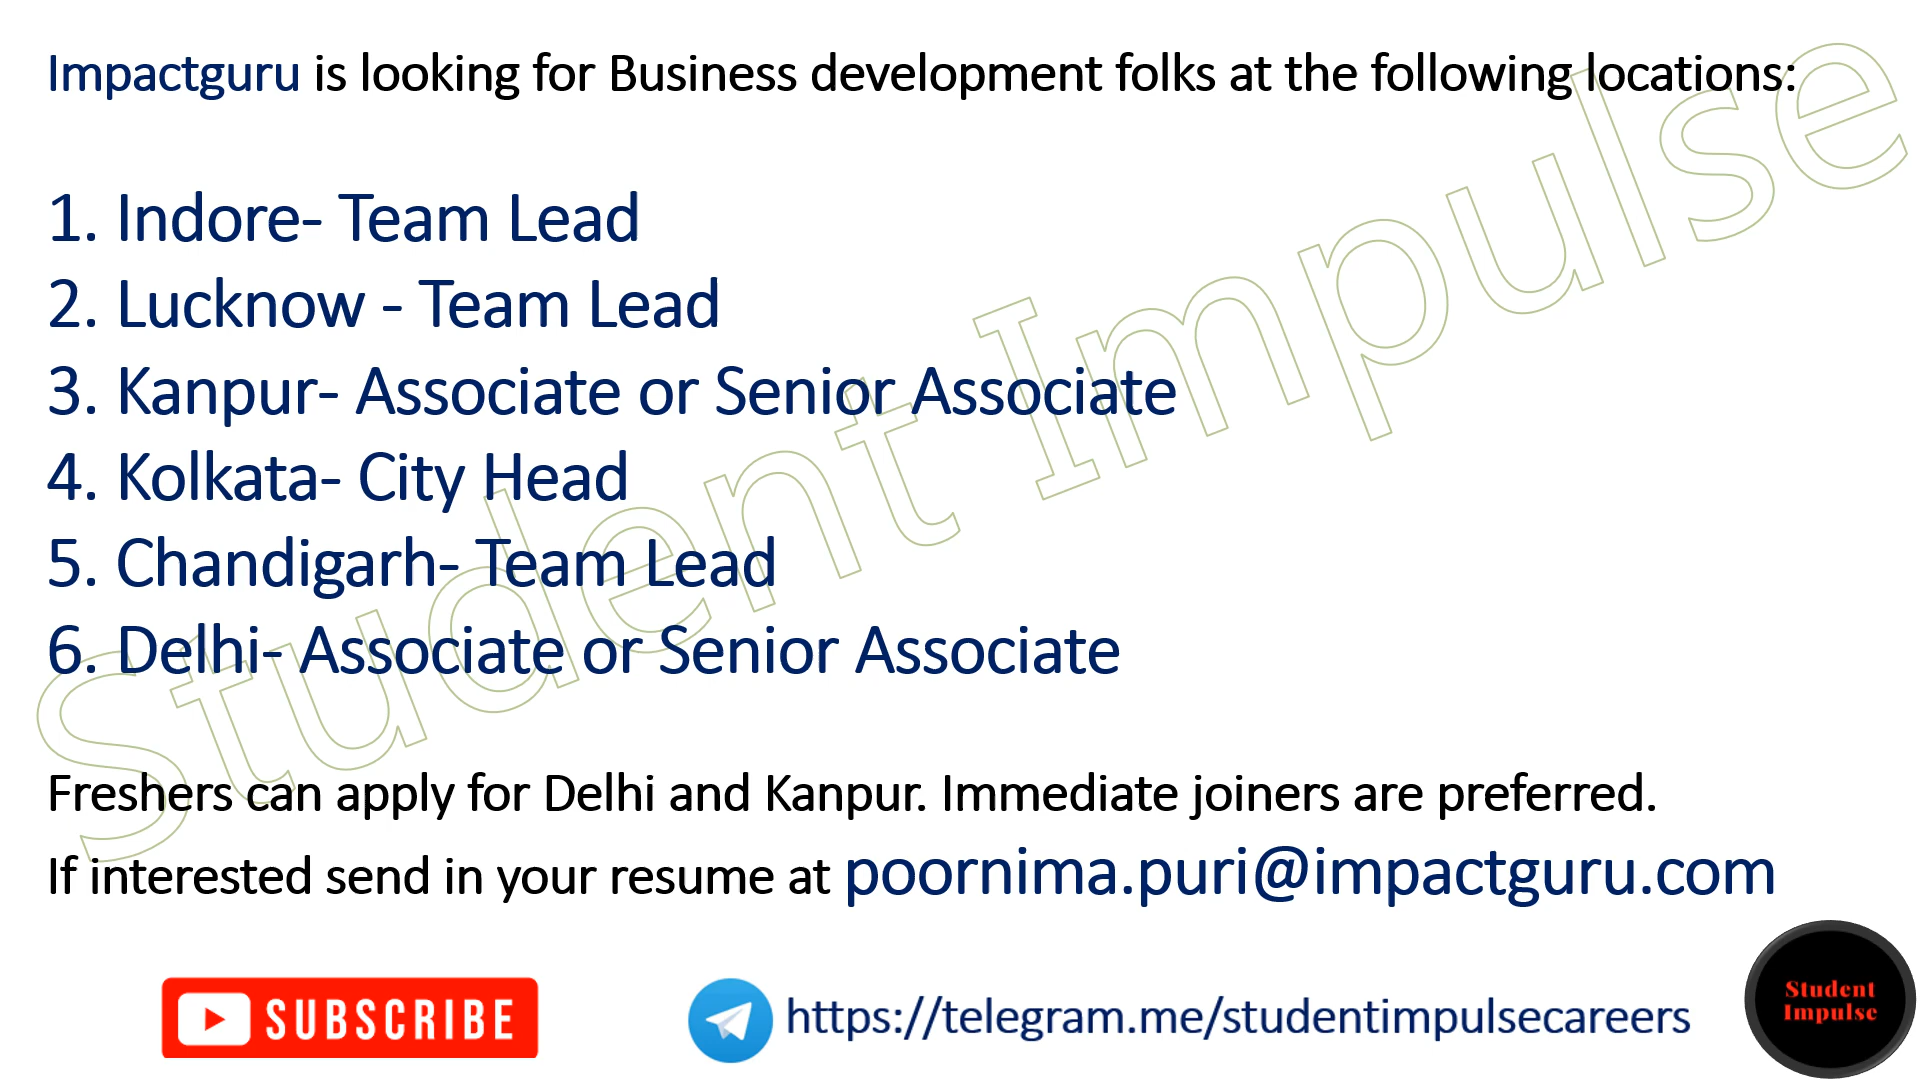 Impactguru is looking for Business development folks at the following locations:
1. Indore- Team Lead
2. Lucknow - Team Lead
3. Kanpur- Associate or Senior Associate
4. Kolkata- City Head
5. Chandigarh- Team Lead
6. Delhi- Associate or Senior Associate
Student Impulse
Freshers can apply for Delhi and Kanpur. Immediate joiners are preferred.
If interested send in your resume at poornima.puri@impactguru.com
SUBSCRIBE
https://telegram.me/studentimpulsecareers
Student
Impulse